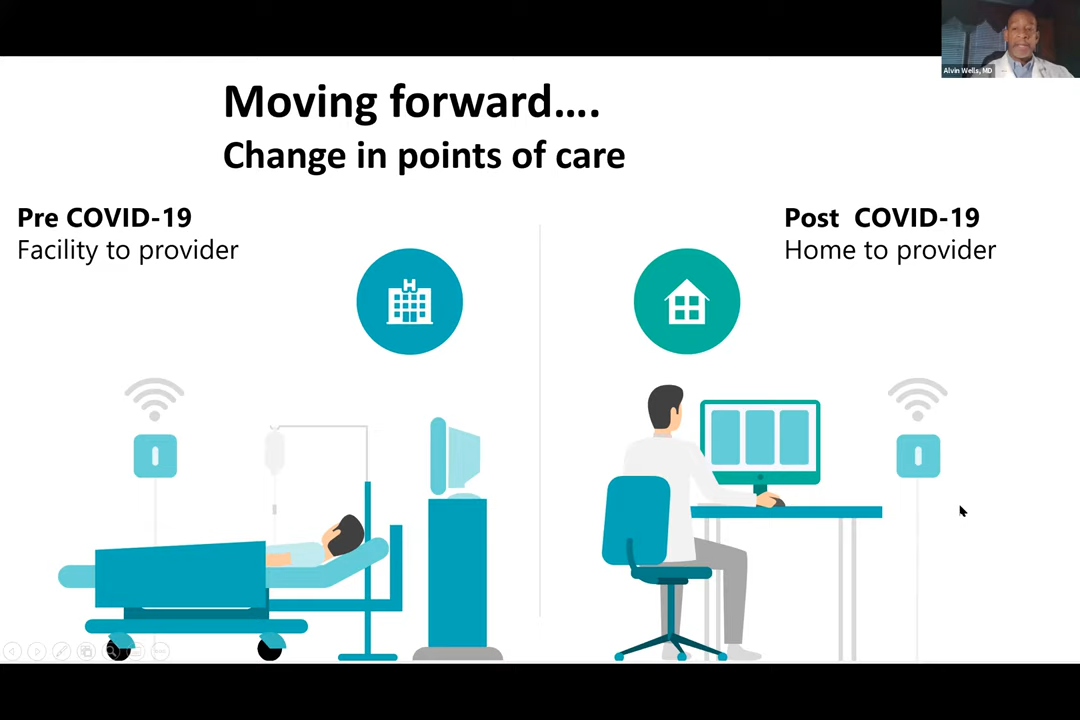 Alvin Wells, MD
Moving forward....
Change in points of care
Pre COVID-19
Facility to provider
Post  COVID-19
Home to provider
H